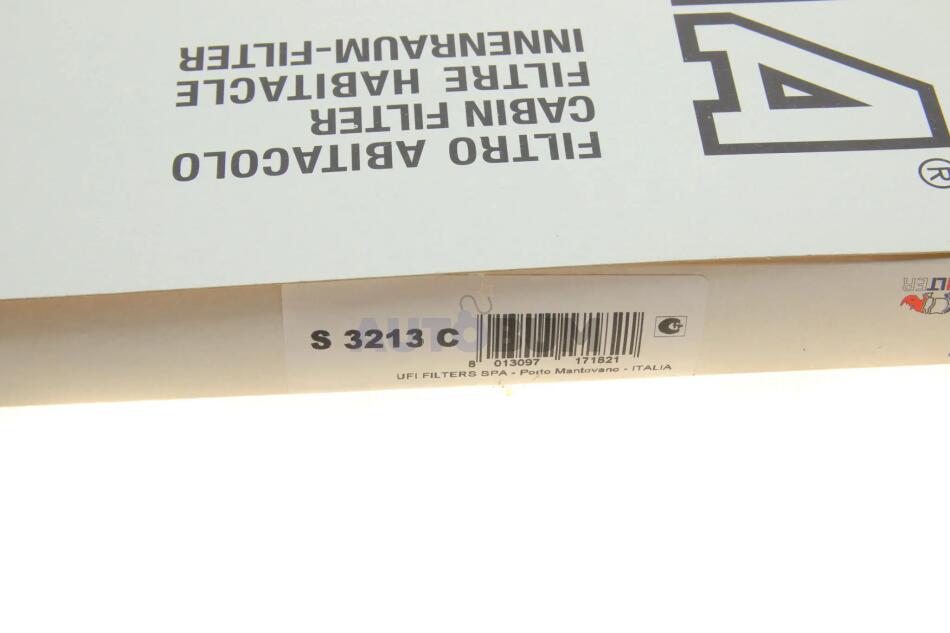 FILTRO ABITACOLO
CABIN FILTER
FILTRE HABITACLE
INNENRAUM-FILTER
®
S 3213 C
8 013097 171821
UFI FILTERS SPA - Porto Mantovano - ITALIA